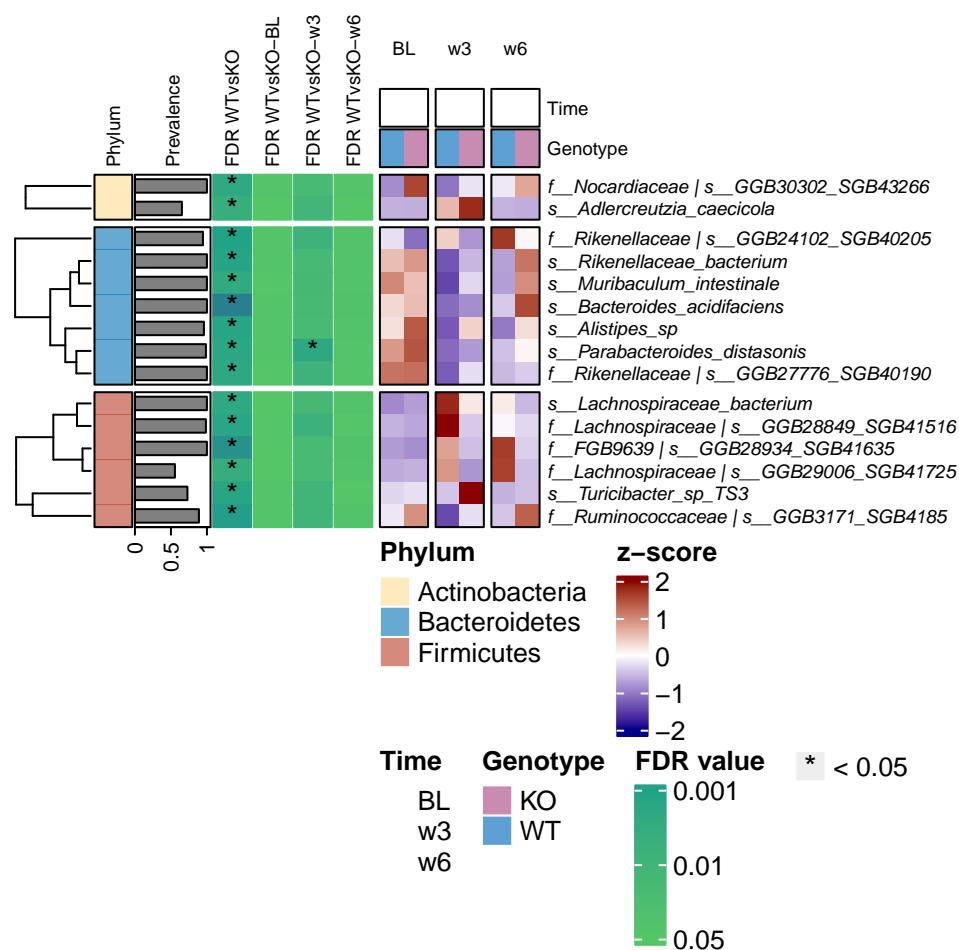 Phylum
Prevalence
FDR WTvsKO
FDR WTvsKO−BL
FDR WTvsKO−w3
FDR WTvsKO−w6
BL
w3
w6
Time
Genotype
*
f__Nocardiaceae | s__GGB30302_SGB43266
*
s__Adlercreutzia_caecicola
*
f__Rikenellaceae | s__GGB24102_SGB40205
*
s__Rikenellaceae_bacterium
*
s__Muribaculum_intestinale
*
s__Bacteroides_acidifaciens
*
s__Alistipes_sp
* *
s__Parabacteroides_distasonis
*
f__Rikenellaceae | s__GGB27776_SGB40190
*
s__Lachnospiraceae_bacterium
*
f__Lachnospiraceae | s__GGB28849_SGB41516
*
f__FGB9639 | s__GGB28934_SGB41635
*
f__Lachnospiraceae | s__GGB29006_SGB41725
*
s__Turicibacter_sp_TS3
*
f__Ruminococcaceae | s__GGB3171_SGB4185
0
0.5
1
Phylum
Actinobacteria
Bacteroidetes
Firmicutes
z−score
2
1
0
−1
−2
Time
BL
w3
w6
Genotype
KO
WT
FDR value
0.001
0.01
0.05
* < 0.05